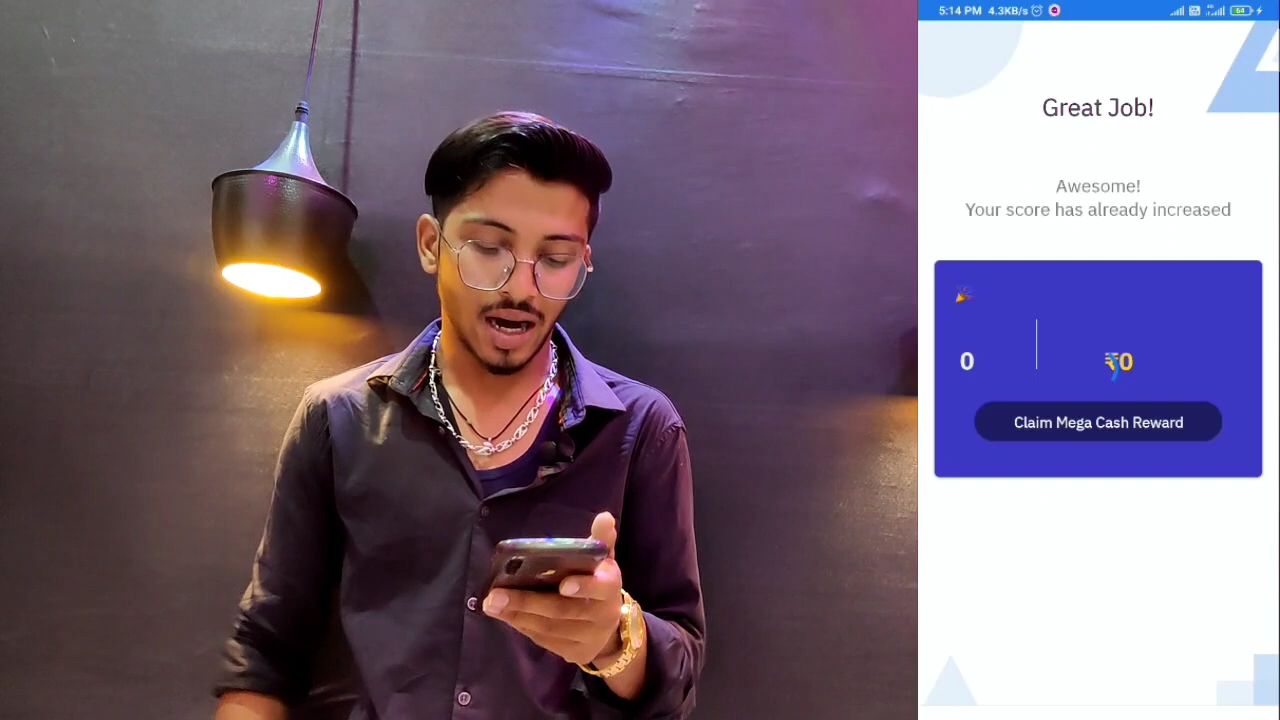 5:14 PM 4.3KB/s
64
Great Job!
Awesome!
Your score has already increased
0
₹0
Claim Mega Cash Reward